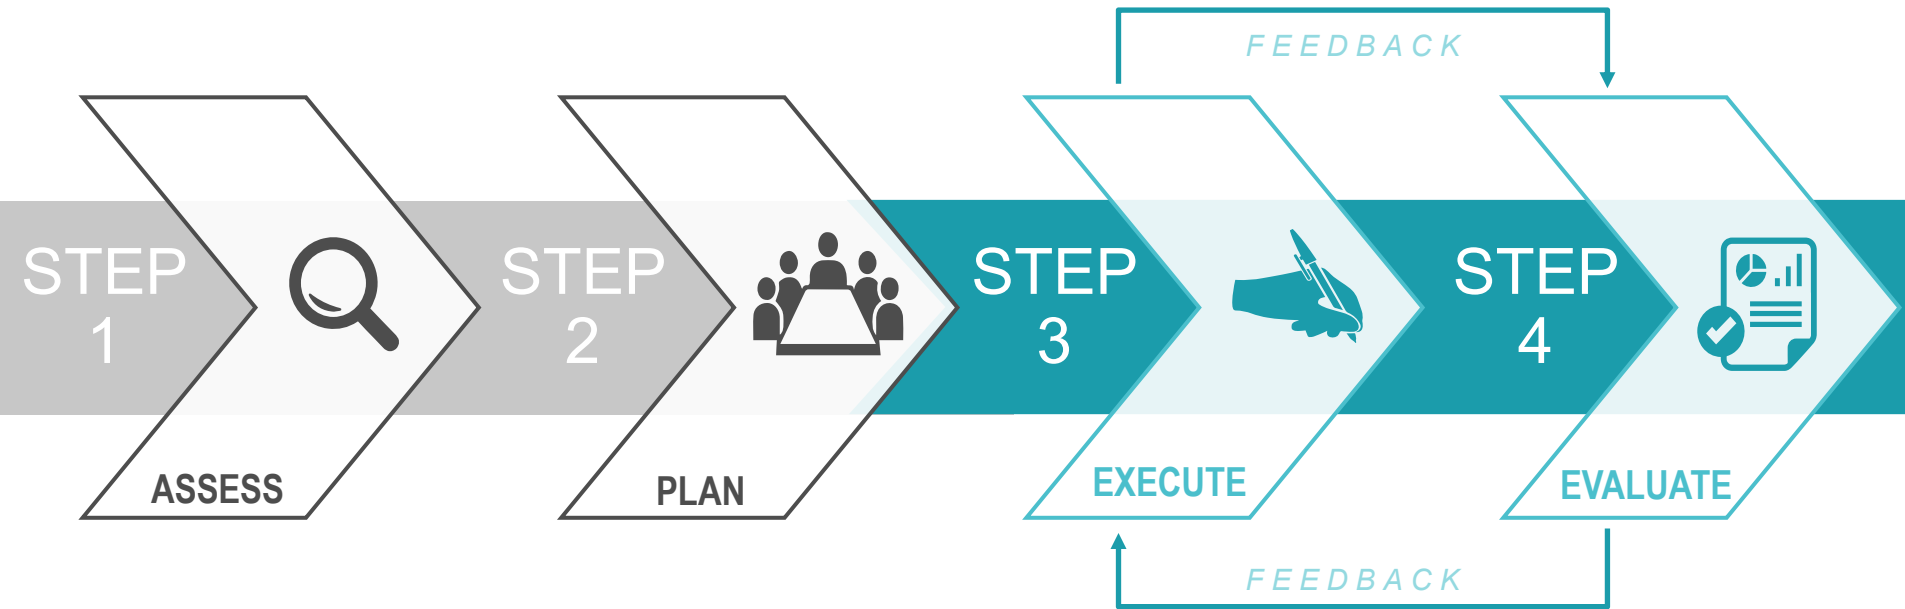 FEEDBACK
STEP
1
STEP
2
STEP
3
STEP
4
ASSESS
PLAN
EXECUTE
EVALUATE
FEEDBACK